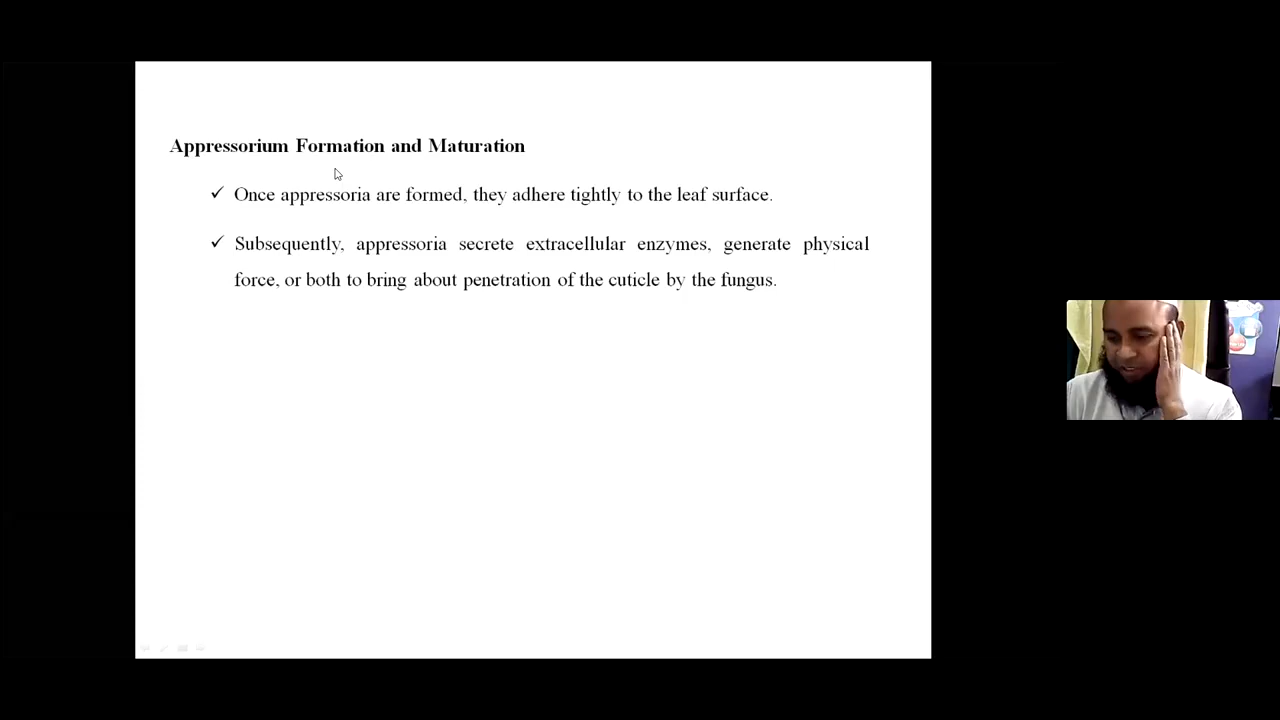 Appressorium Formation and Maturation
✓ Once appressoria are formed, they adhere tightly to the leaf surface.
✓ Subsequently, appressoria secrete extracellular enzymes, generate physical
force, or both to bring about penetration of the cuticle by the fungus.